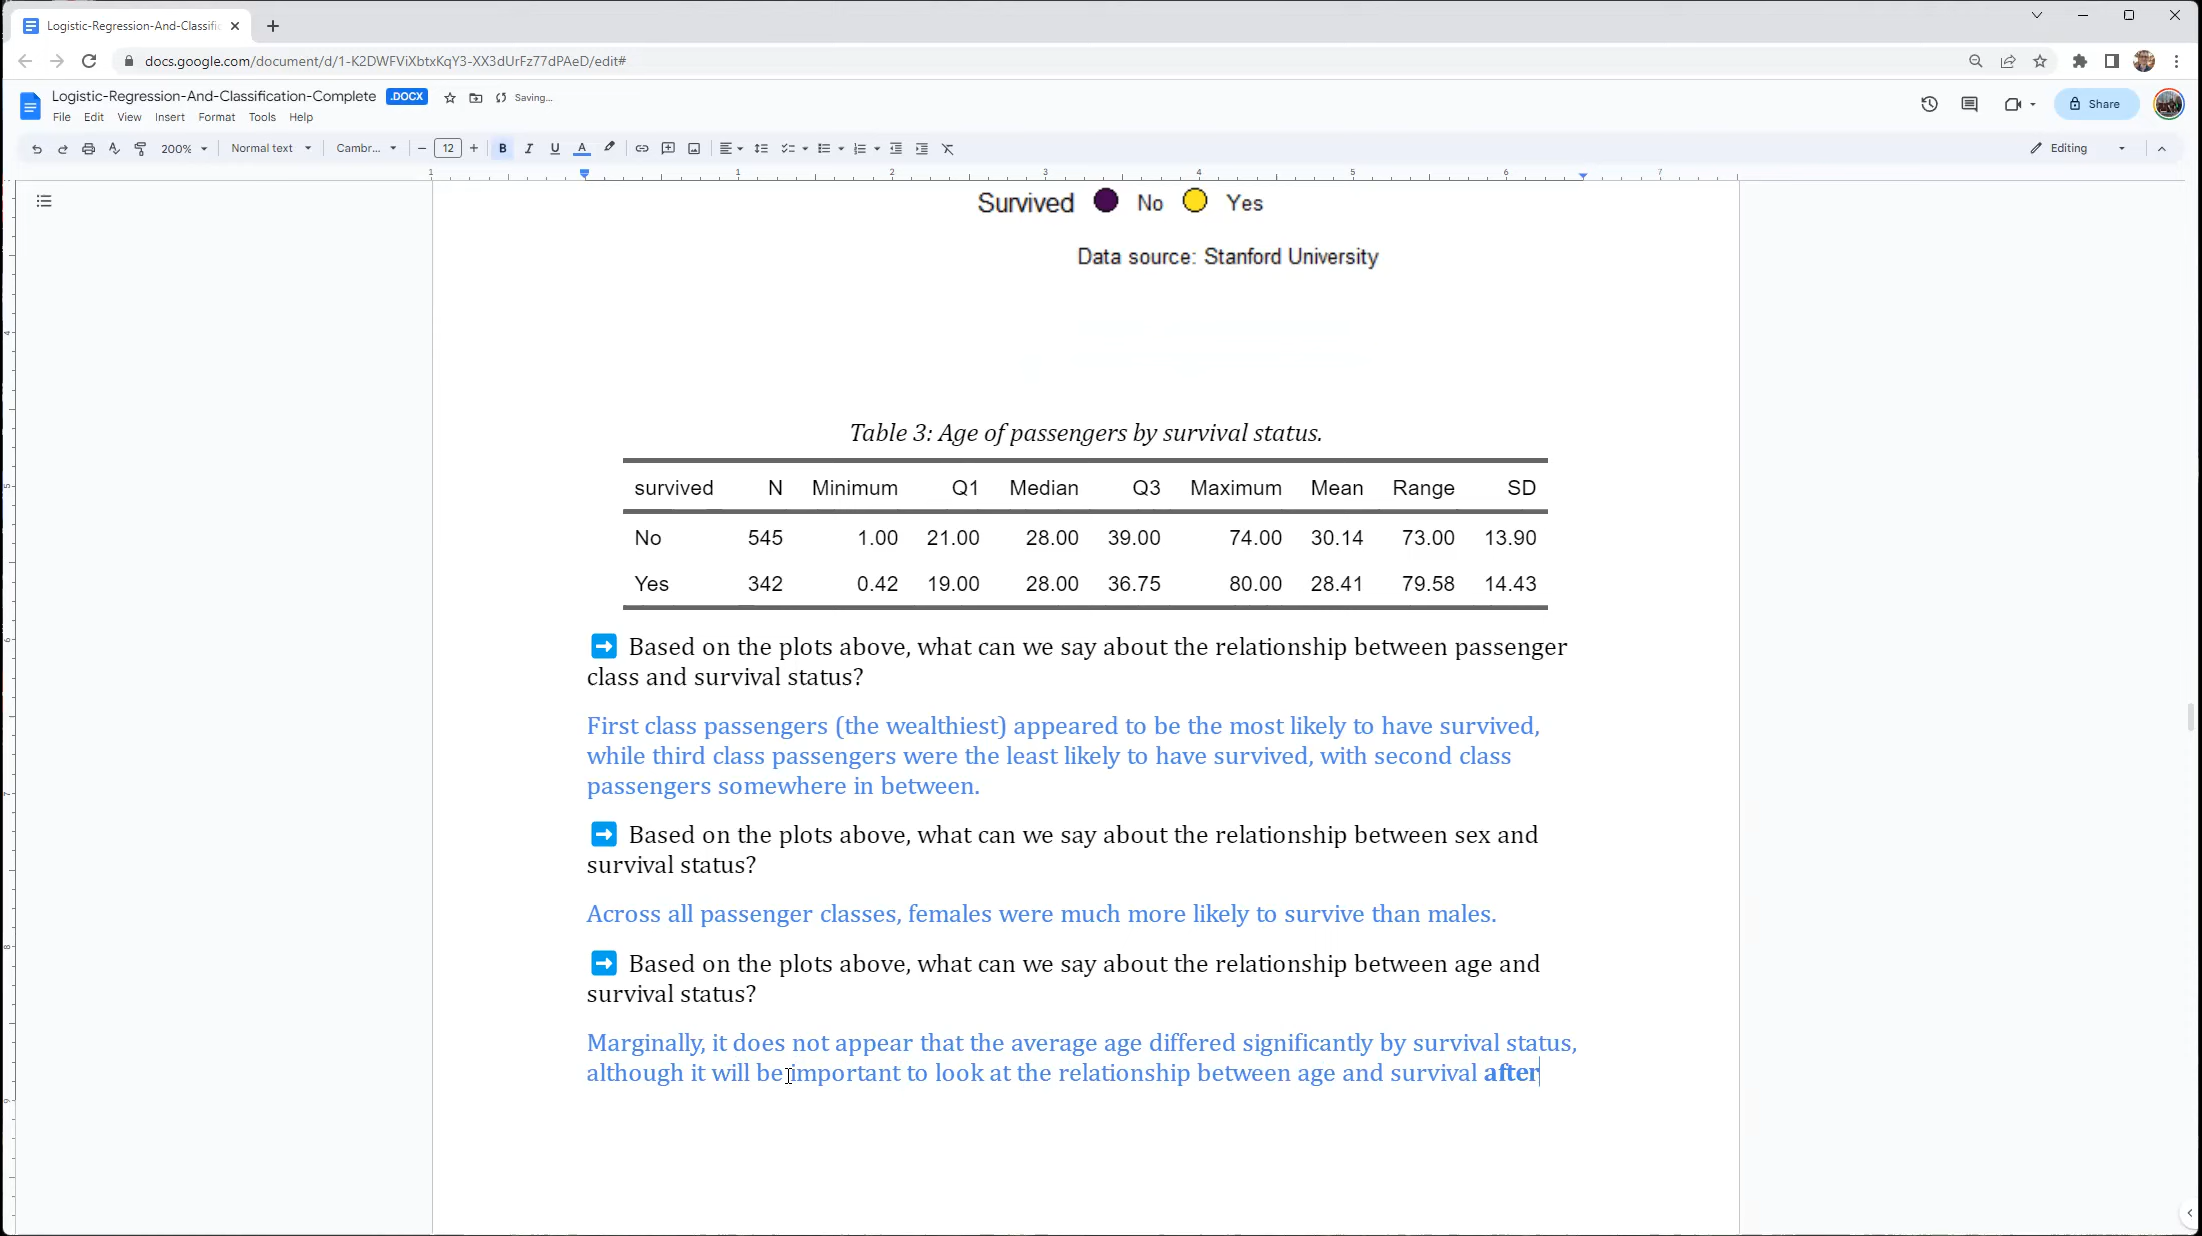 Logistic-Regression-And-Classific
docs.google.com/document/d/1-K2DWFViXbtxKqY3-XX3dUrFz77dPAeD/edit#
Logistic-Regression-And-Classification-Complete .DOCX Saving...
File Edit View Insert Format Tools Help
Share
200% Normal text Cambr... 12 B I U A Editing
1 1 2 3 4 5 6 7
Survived No Yes
Data source: Stanford University
Table 3: Age of passengers by survival status.
survived N Minimum Q1 Median Q3 Maximum Mean Range SD
No 545 1.00 21.00 28.00 39.00 74.00 30.14 73.00 13.90
Yes 342 0.42 19.00 28.00 36.75 80.00 28.41 79.58 14.43
➡ Based on the plots above, what can we say about the relationship between passenger
class and survival status?
First class passengers (the wealthiest) appeared to be the most likely to have survived,
while third class passengers were the least likely to have survived, with second class
passengers somewhere in between.
➡ Based on the plots above, what can we say about the relationship between sex and
survival status?
Across all passenger classes, females were much more likely to survive than males.
➡ Based on the plots above, what can we say about the relationship between age and
survival status?
Marginally, it does not appear that the average age differed significantly by survival status,
although it will be important to look at the relationship between age and survival after